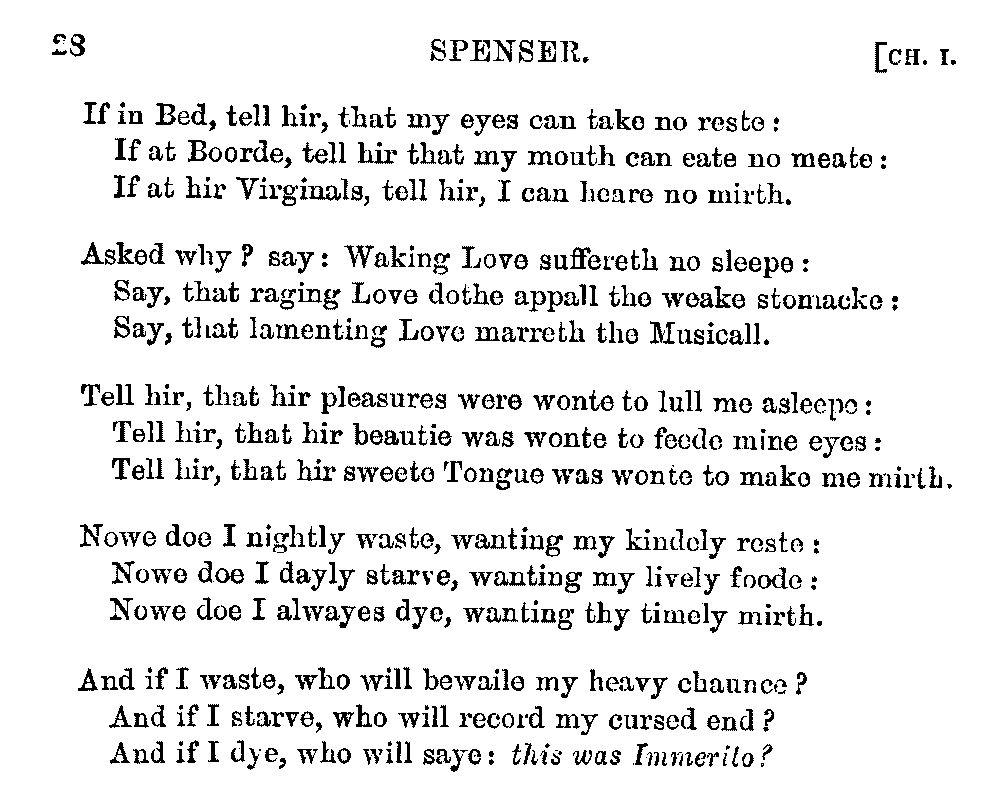 28 SPENSER. [CH. I.
If in Bed, tell hir, that my eyes can take no reste:
If at Boorde, tell hir that my mouth can eate no meate:
If at hir Virginals, tell hir, I can heare no mirth.
Asked why? say: Waking Love suffereth no sleepe:
Say, that raging Love dothe appall the weake stomacke:
Say, that lamenting Love marreth the Musicall.
Tell hir, that hir pleasures were wonte to lull me asleepe:
Tell hir, that hir beautie was wonte to feede mine eyes:
Tell hir, that hir sweete Tongue was wonte to make me mirth.
Nowe doe I nightly waste, wanting my kindely reste:
Nowe doe I dayly starve, wanting my lively foode:
Nowe doe I alwayes dye, wanting thy timely mirth.
And if I waste, who will bewaile my heavy chaunce?
And if I starve, who will record my cursed end?
And if I dye, who will saye: this was Immerito?